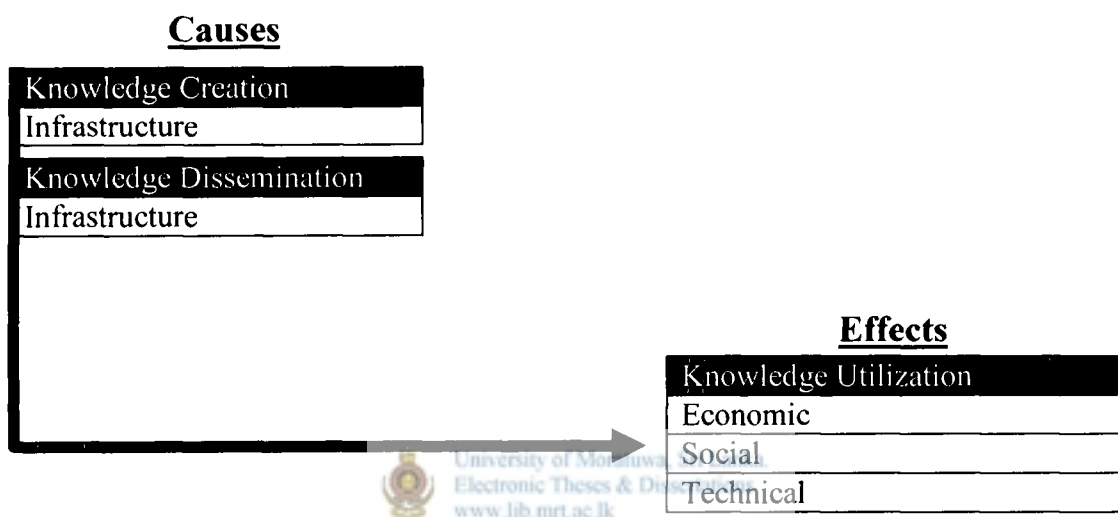 Causes
Knowledge Creation
Infrastructure
Knowledge Dissemination
Infrastructure
Effects
Knowledge Utilization
Economic
Social
Technical
University of Moratuwa, Sri Lanka.
Electronic Theses & Dissertations
www.lib.mrt.ac.lk